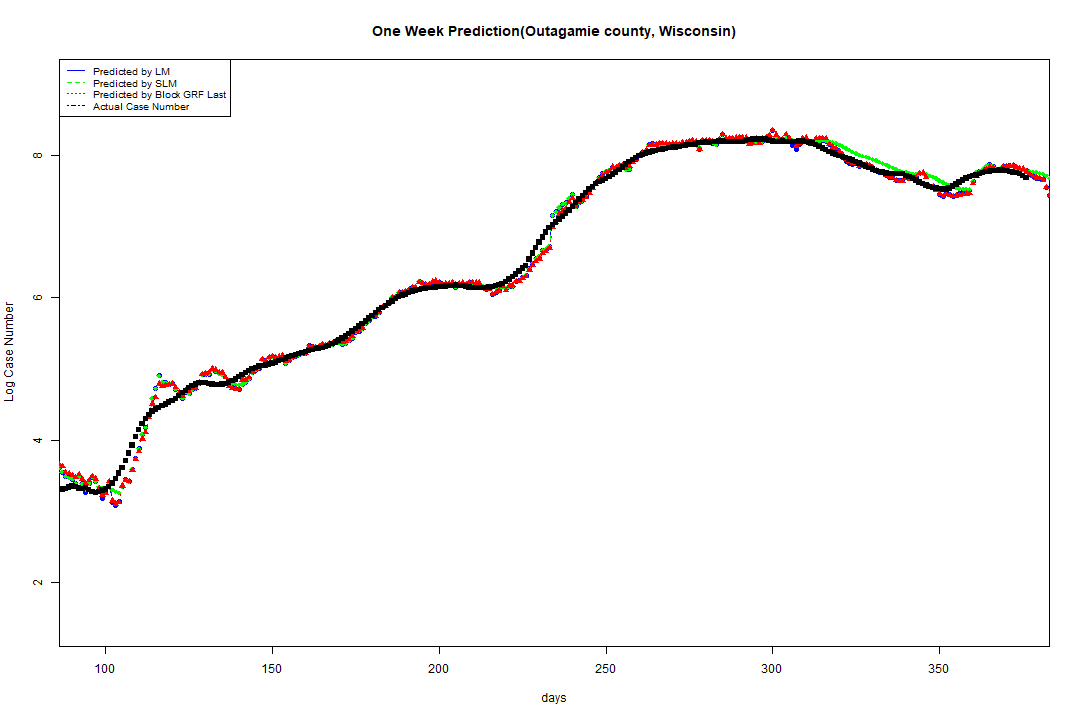 One Week Prediction(Outagamie county, Wisconsin)
Predicted by LM
Predicted by SLM
Predicted by Block GRF Last
Actual Case Number
Log Case Number
8
6
4
2
100 150 200 250 300 350
days